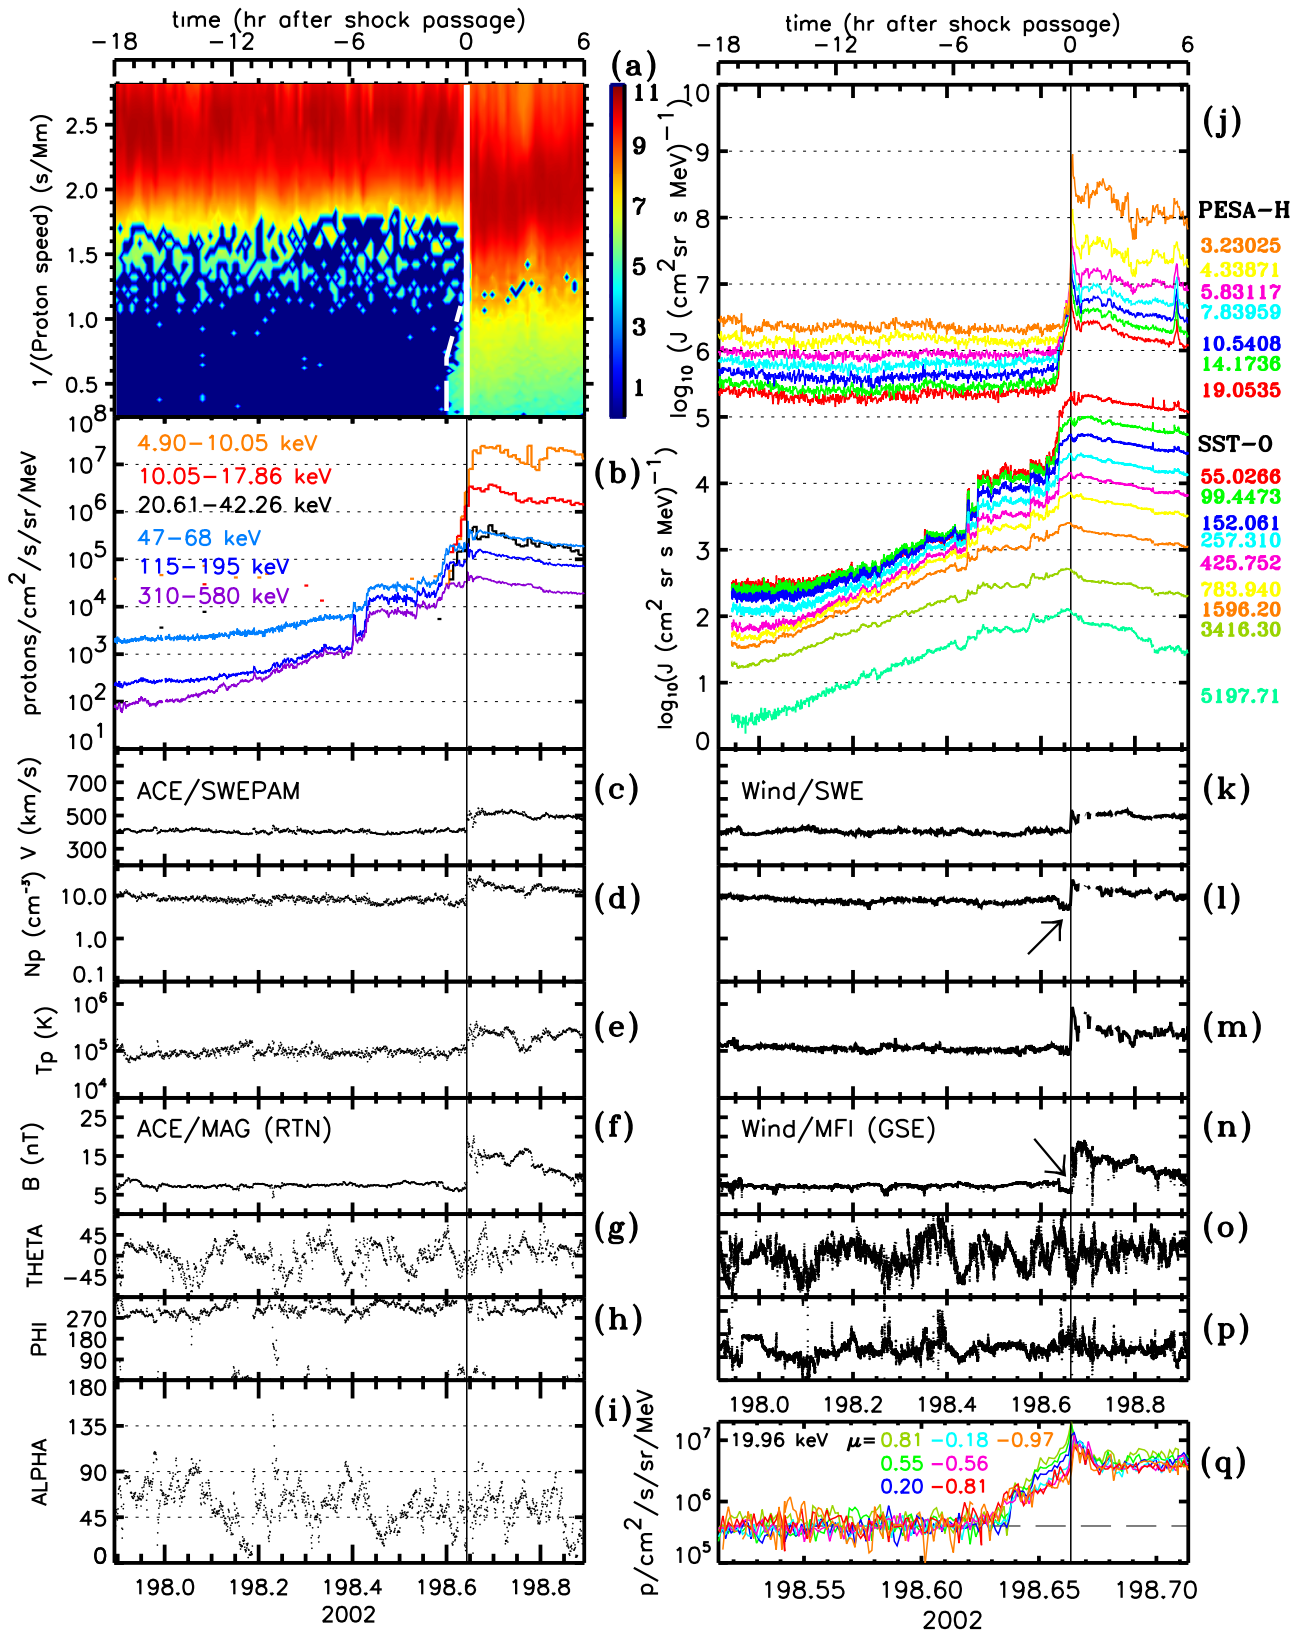 time (hr after shock passage)
-18 -12 -6 0 6
(a)
1/(Proton speed) (s/Mm)
2.5
2.0
1.5
1.0
0.5
11
9
7
5
3
1
protons/cm2/s/sr/MeV
10^8
10^7
10^6
10^5
10^4
10^3
10^2
10^1
4.90-10.05 keV
10.05-17.86 keV
20.61-42.26 keV
47-68 keV
115-195 keV
310-580 keV
(b)
V (km/s)
700
500
300
ACE/SWEPAM
(c)
Np (cm-3)
10.0
1.0
0.1
(d)
Tp (K)
10^6
10^5
10^4
(e)
B (nT)
25
15
5
ACE/MAG (RTN)
(f)
THETA
45
0
-45
(g)
PHI
270
180
90
(h)
ALPHA
180
135
90
45
0
(i)
198.0 198.2 198.4 198.6 198.8
2002
time (hr after shock passage)
-18 -12 -6 0 6
log10 (J (cm2sr s MeV)-1)
log10(J (cm2 sr s MeV)-1)
10
9
8
7
6
5
4
3
2
1
0
(j)
PESA-H
3.23025
4.33871
5.83117
7.83959
10.5408
14.1736
19.0535
SST-O
55.0266
99.4473
152.061
257.310
425.752
783.940
1596.20
3416.30
5197.71
Wind/SWE
(k)
(l)
(m)
Wind/MFI (GSE)
(n)
(o)
(p)
198.0 198.2 198.4 198.6 198.8
p/cm2/s/sr/MeV
10^7
10^6
10^5
19.96 keV μ= 0.81 -0.18 -0.97
0.55 -0.56
0.20 -0.81
(q)
198.55 198.60 198.65 198.70
2002